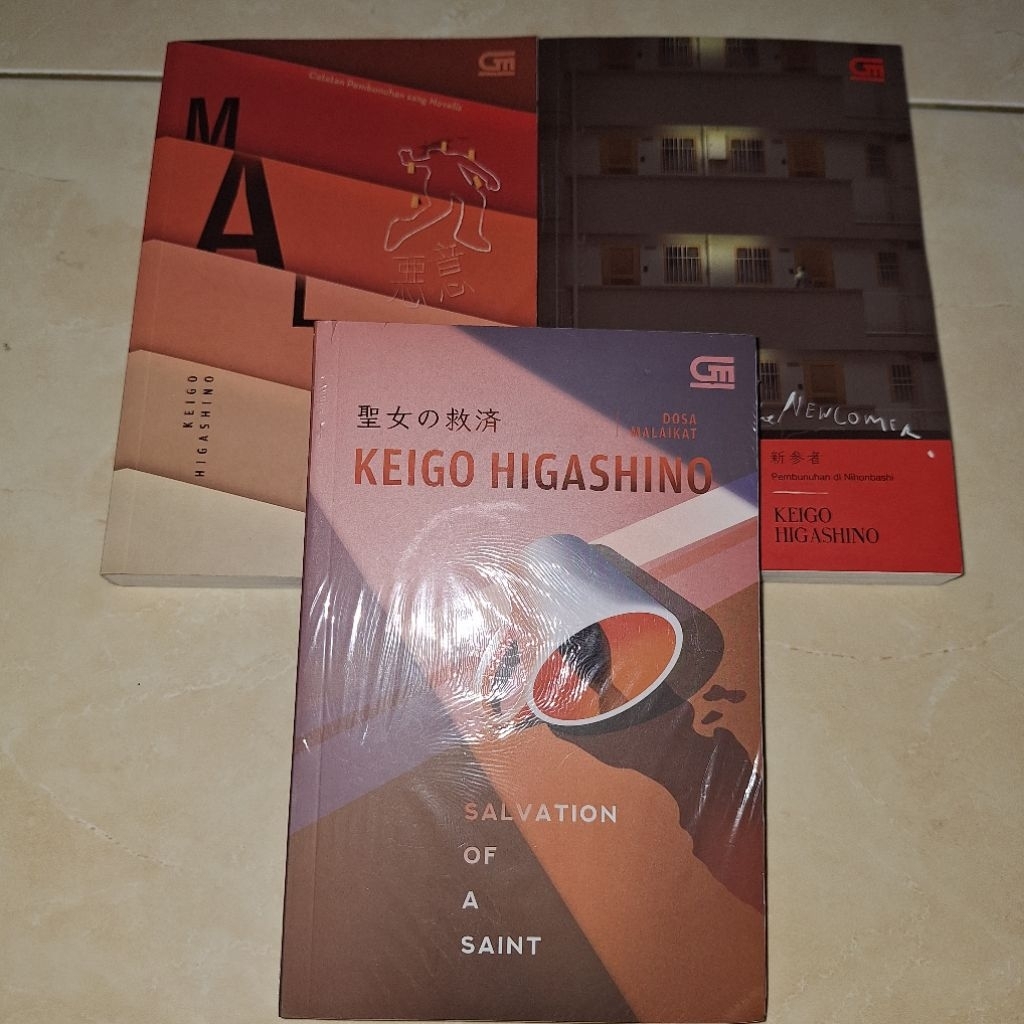 GM
Catatan Pembunuhan sang Novelis
M
A
L
悪意
KEIGO
HIGASHINO
GM
NEWCOMER
新参者
Pembunuhan di Nihonbashi
KEIGO
HIGASHINO
GM
聖女の救済
DOSA
MALAIKAT
KEIGO HIGASHINO
SALVATION
OF
A
SAINT